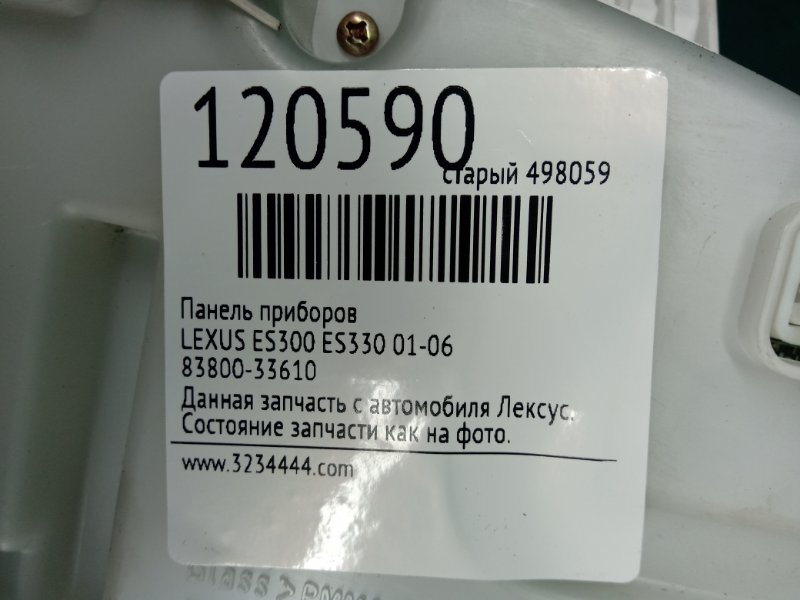 120590
старый 498059
Панель приборов
LEXUS ES300 ES330 01-06
83800-33610
Данная запчасть с автомобиля Лексус.
Состояние запчасти как на фото.
www.3234444.com